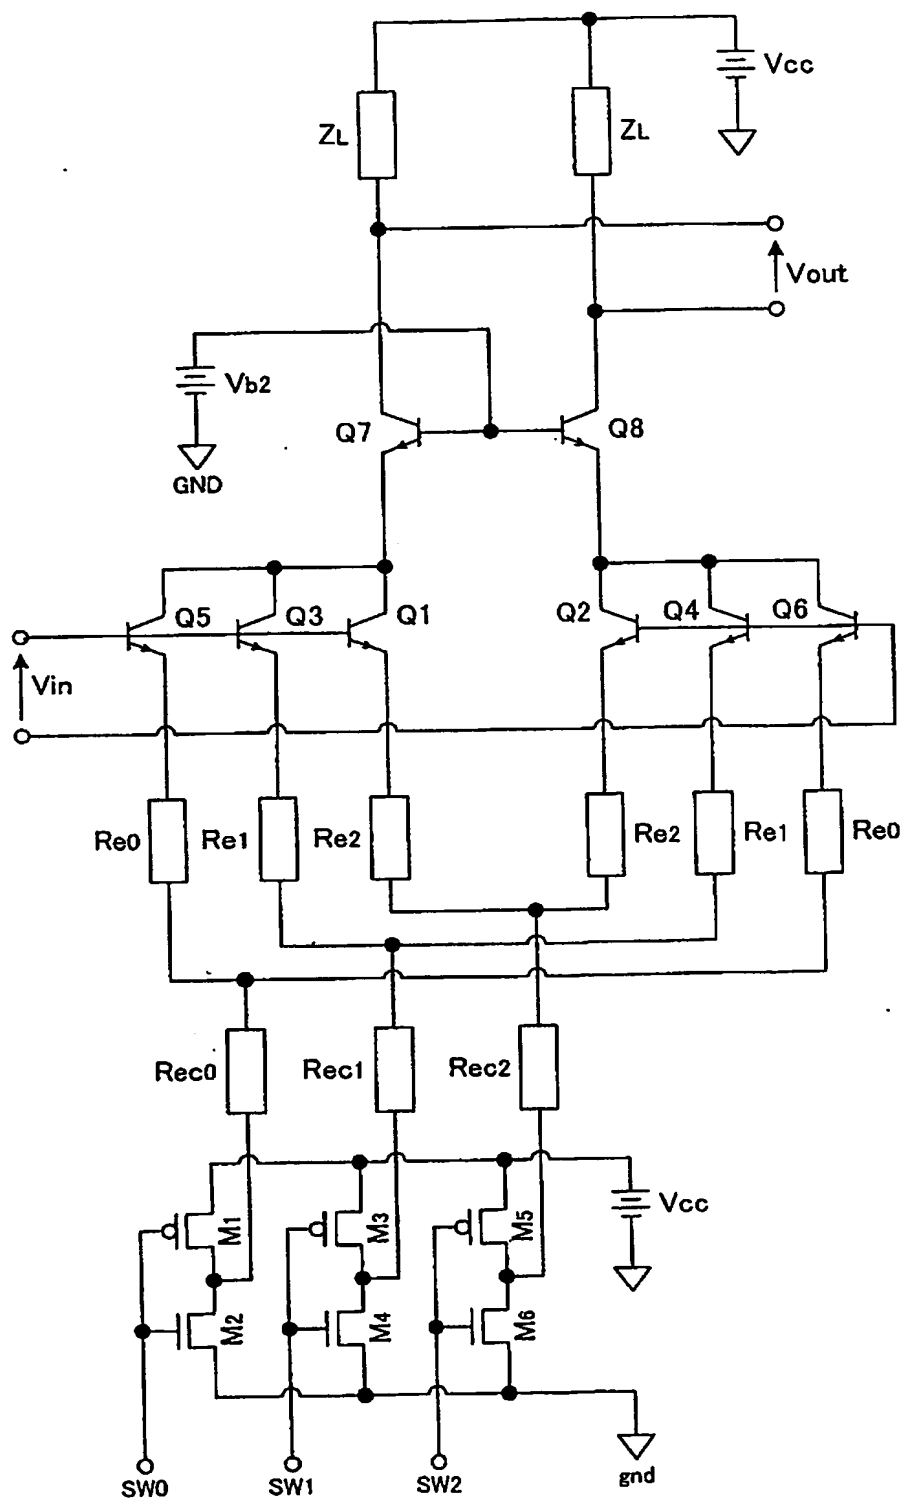 Vcc
ZL
ZL
Vout
Vb2
Q7
Q8
GND
Q5
Q3
Q1
Q2
Q4
Q6
Vin
Re0
Re1
Re2
Re2
Re1
Re0
Rec0
Rec1
Rec2
M1
M3
M5
Vcc
M2
M4
M6
SW0
SW1
SW2
gnd